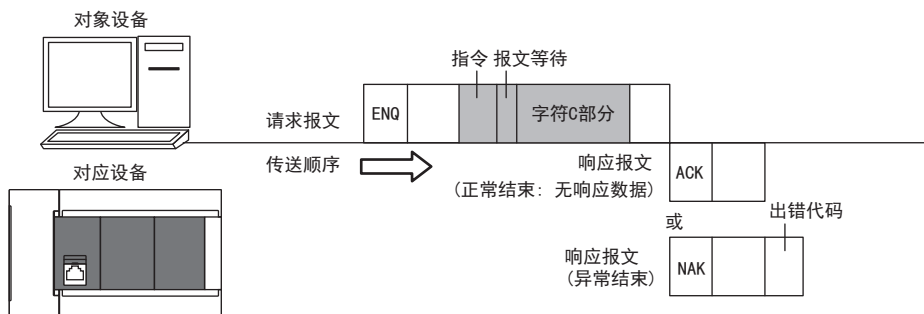 对象设备
指令 报文等待
请求报文
ENQ
字符C部分
传送顺序
对应设备
响应报文
(正常结束: 无响应数据)
ACK
或
出错代码
响应报文
(异常结束)
NAK